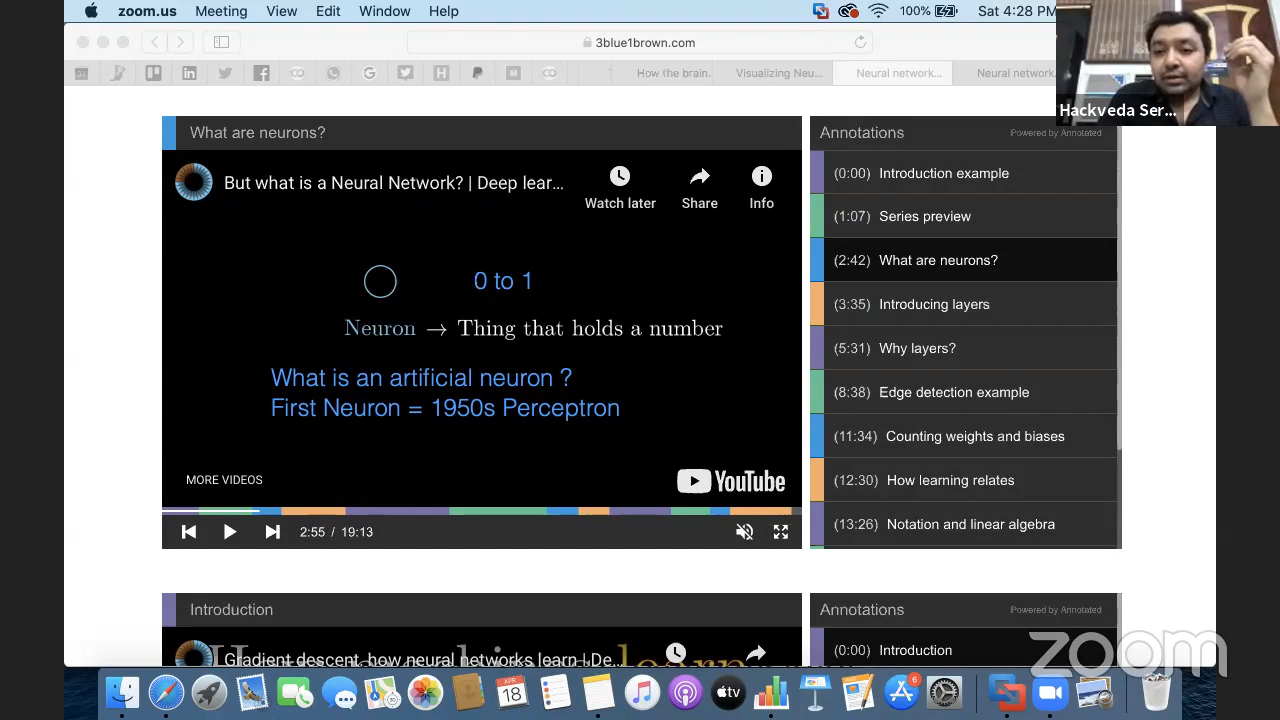 zoom.us Meeting View Edit Window Help 100% Sat 4:28 PM
3blue1brown.com
How the brain. Visualizing Neu... Neural network... Neural network.
Hackveda Ser...
What are neurons?
But what is a Neural Network? | Deep lear...
Watch later Share Info
0 to 1
Neuron → Thing that holds a number
What is an artificial neuron ?
First Neuron = 1950s Perceptron
MORE VIDEOS
YouTube
2:55 / 19:13
Annotations Powered by Annotated
(0:00) Introduction example
(1:07) Series preview
(2:42) What are neurons?
(3:35) Introducing layers
(5:31) Why layers?
(8:38) Edge detection example
(11:34) Counting weights and biases
(12:30) How learning relates
(13:26) Notation and linear algebra
Introduction
Gradient descent, how neural networks learn | De...
Annotations Powered by Annotated
(0:00) Introduction
zoom
APR
18
tv
6